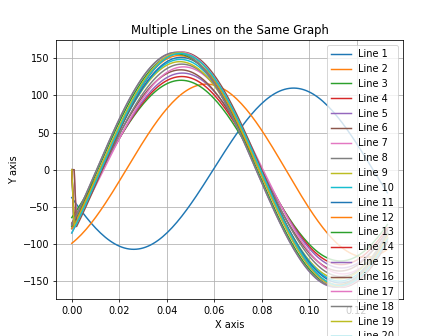 Multiple Lines on the Same Graph
Y axis
150
100
50
0
−50
−100
−150
0.00
0.02
0.04
0.06
0.08
0.10
X axis
Line 1
Line 2
Line 3
Line 4
Line 5
Line 6
Line 7
Line 8
Line 9
Line 10
Line 11
Line 12
Line 13
Line 14
Line 15
Line 16
Line 17
Line 18
Line 19
Line 20